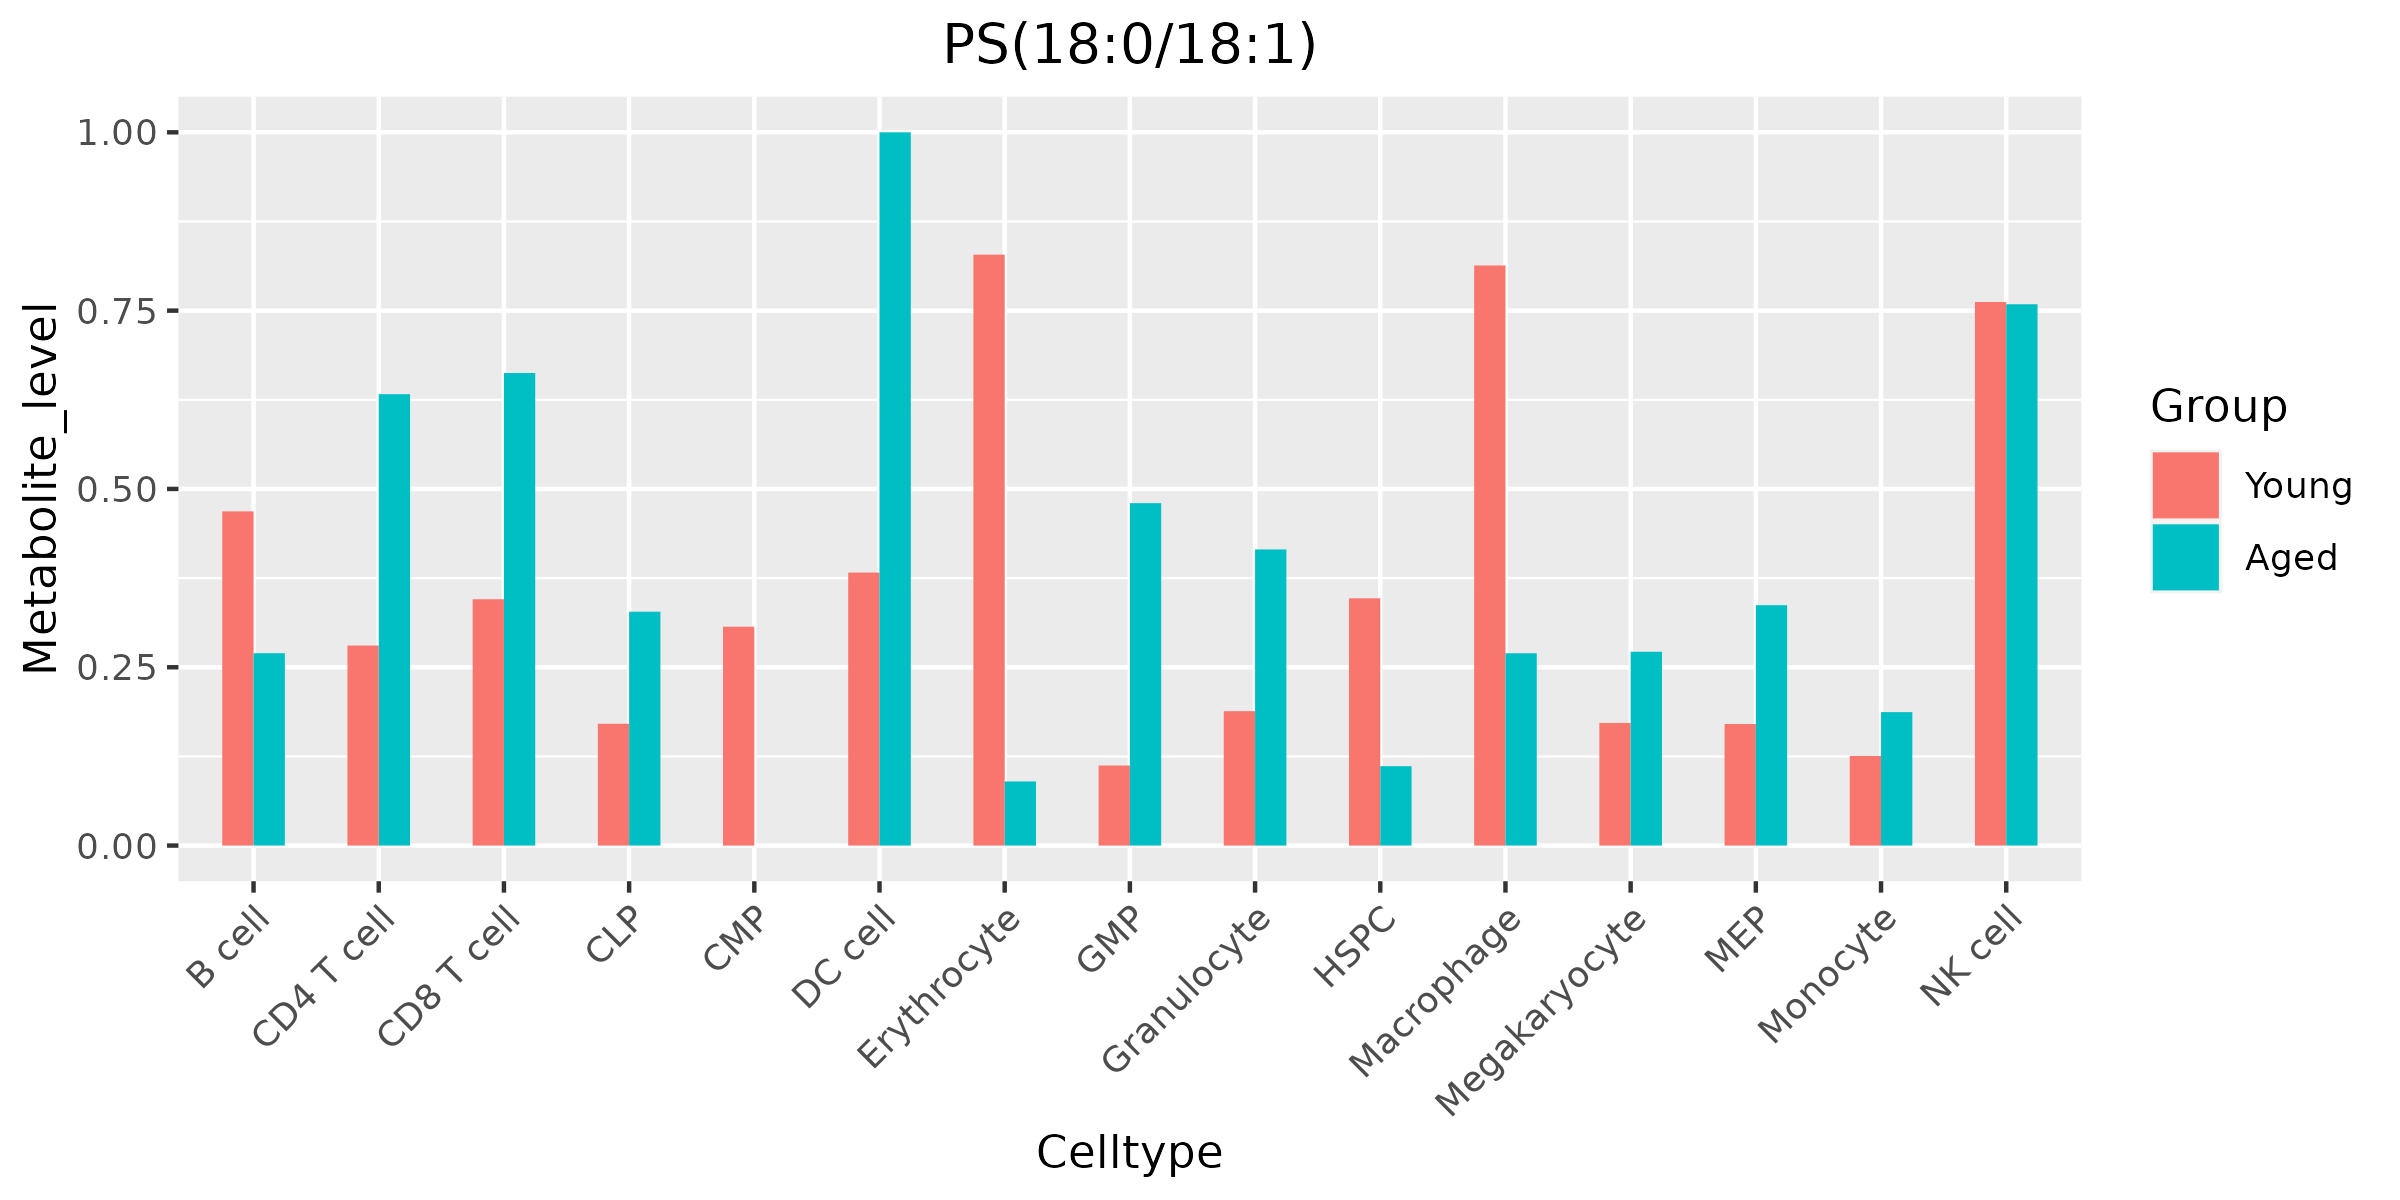 PS(18:0/18:1)
Metabolite_level
1.00
0.75
0.50
0.25
0.00
B cell
CD4 T cell
CD8 T cell
CLP
CMP
DC cell
Erythrocyte
GMP
Granulocyte
HSPC
Macrophage
Megakaryocyte
MEP
Monocyte
NK cell
Celltype
Group
Young
Aged